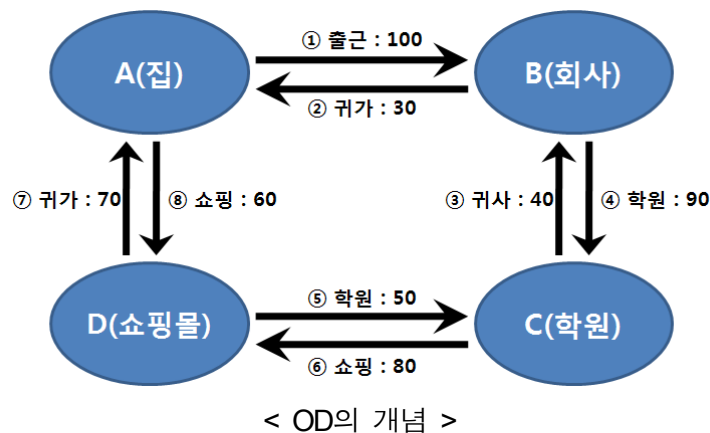 ① 출근 : 100
A(집)
B(회사)
② 귀가 : 30
⑦ 귀가 : 70
⑧ 쇼핑 : 60
③ 귀사 : 40
④ 학원 : 90
⑤ 학원 : 50
D(쇼핑몰)
C(학원)
⑥ 쇼핑 : 80
< OD의 개념 >